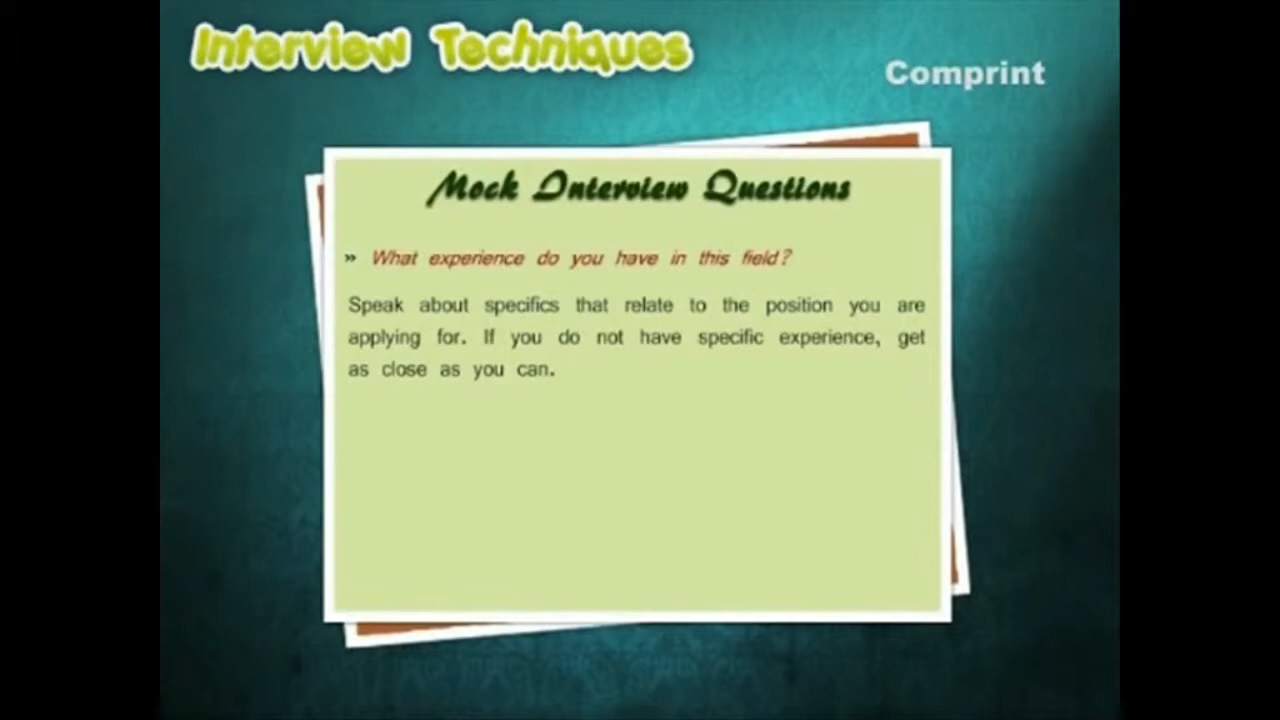 Interview Techniques
Comprint
Mock Interview Questions
» What experience do you have in this field?
Speak about specifics that relate to the position you are
applying for. If you do not have specific experience, get
as close as you can.